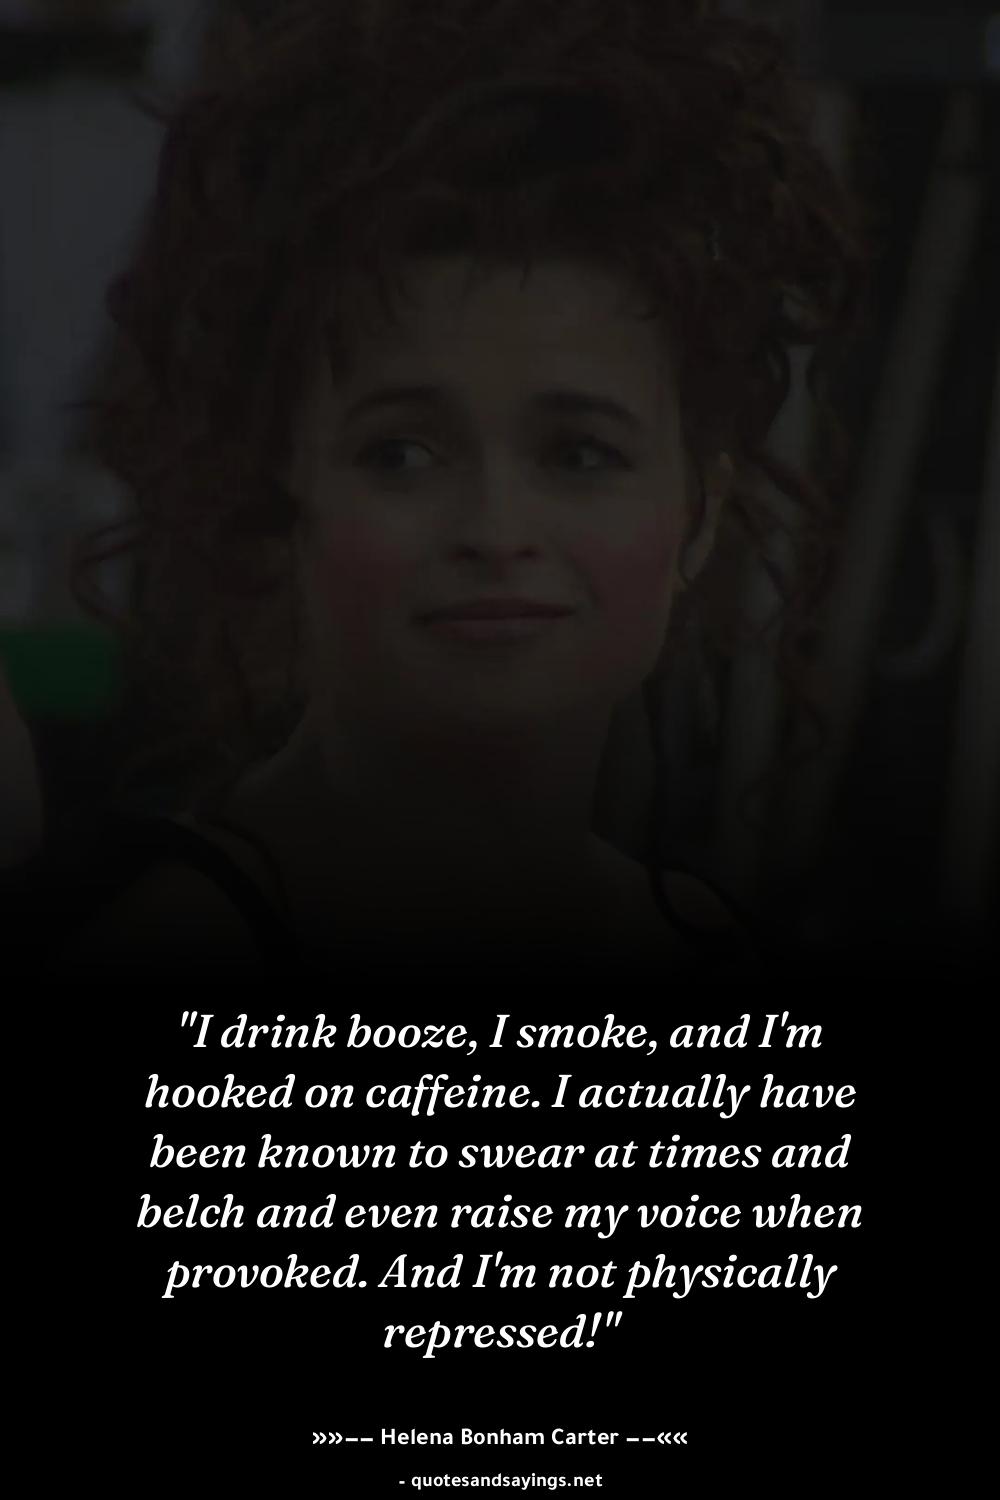 "I drink booze, I smoke, and I'm
hooked on caffeine. I actually have
been known to swear at times and
belch and even raise my voice when
provoked. And I'm not physically
repressed!"
»»−− Helena Bonham Carter −−««
- quotesandsayings.net